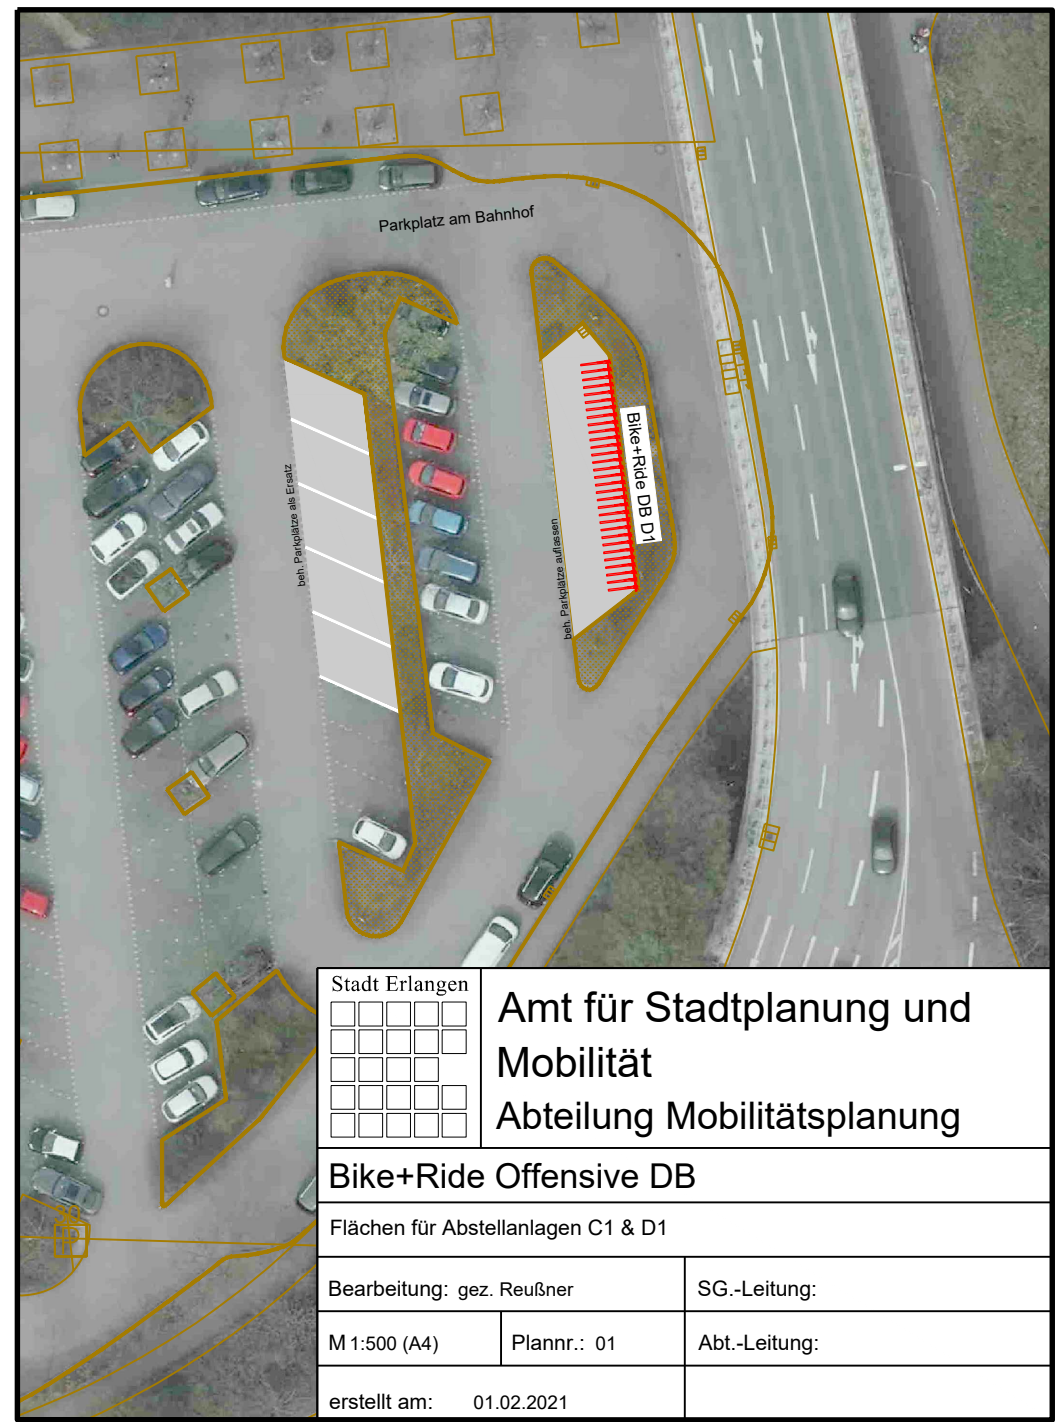 Parkplatz am Bahnhof
beh. Parkplätze als Ersatz
beh. Parkplätze auflassen
Bike+Ride DB D1
Stadt Erlangen
Amt für Stadtplanung und
Mobilität
Abteilung Mobilitätsplanung
Bike+Ride Offensive DB
Flächen für Abstellanlagen C1 & D1
Bearbeitung: gez. Reußner
SG.-Leitung:
M 1:500 (A4)
Plannr.: 01
Abt.-Leitung:
erstellt am: 01.02.2021